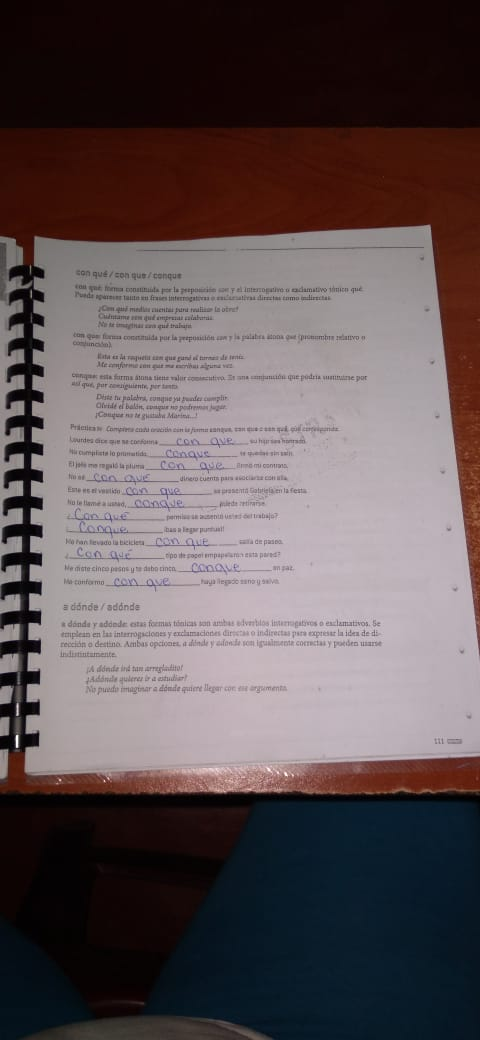 con qué / con que / conque
con qué: forma constituida por la preposición con y el interrogativo o exclamativo tónico qué.
Puede aparecer tanto en frases interrogativas o exclamativas directas como indirectas.
¿Con qué medios cuentas para realizar la obra?
Cuéntame con qué empresas colaboras.
No te imaginas con qué trabajo.
con que: forma constituida por la preposición con y la palabra átona que (pronombre relativo o
conjunción).
Esta es la raqueta con que gané el torneo de tenis.
Me conformo con que me escribas alguna vez.
conque: esta forma átona tiene valor consecutivo. Es una conjunción que podría sustituirse por
así que, por consiguiente, por tanto.
Diste tu palabra, conque ya puedes cumplir.
Olvidé el balón, conque no podremos jugar.
¡Conque no te gustaba Marina...!
Completa cada oración con la forma conque, con que o con qué, que corresponda.
Lourdes dice que se conforma con que su hijo sea honrado.
No cumpliste lo prometido, conque te quedas sin salir.
El jefe me regaló la pluma con que firmó mi contrato.
No sé con qué dinero cuenta para asociarse con ella.
Este es el vestido con que se presentó Gabriela en la fiesta.
No le llamé a usted, conque puede retirarse.
¿Con qué permiso se ausentó usted del trabajo?
¡Conque ibas a llegar puntual!
Me han llevado la bicicleta con que salía de paseo.
¿Con qué tipo de papel empapelarán esta pared?
Me diste cinco pesos y te debo cinco, conque en paz.
Me conformo con que haya llegado sano y salvo.
a dónde / adónde
a dónde y adónde: estas formas tónicas son ambas adverbios interrogativos o exclamativos. Se
emplean en las interrogaciones y exclamaciones directas o indirectas para expresar la idea de di-
rección o destino. Ambas opciones, a dónde y adonde son igualmente correctas y pueden usarse
indistintamente.
¡A dónde irá tan arregladito!
¿Adónde quieres ir a estudiar?
No puedo imaginar a dónde quiere llegar con ese argumento.
111